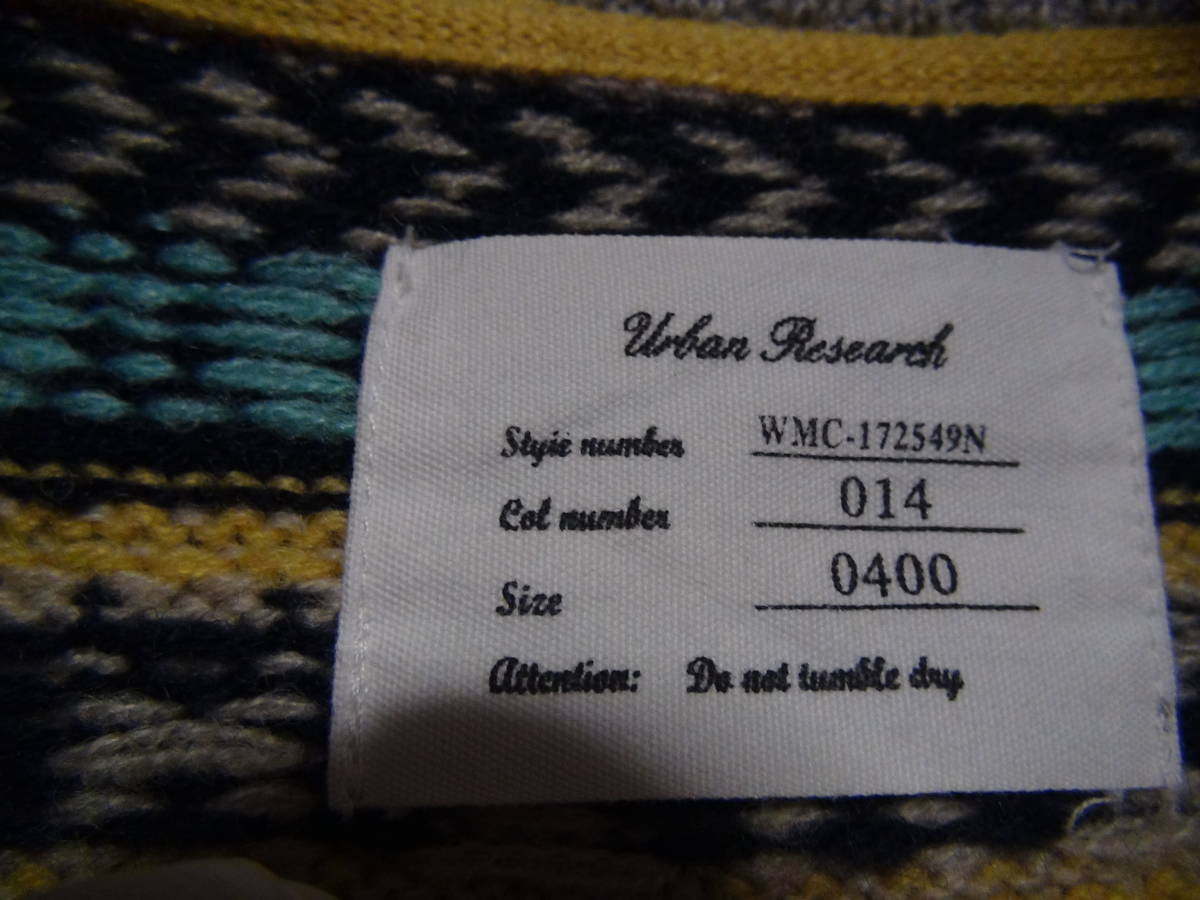 Urban Research
Style number WMC-172549N
Col number 014
Size 0400
Attention: Do not tumble dry